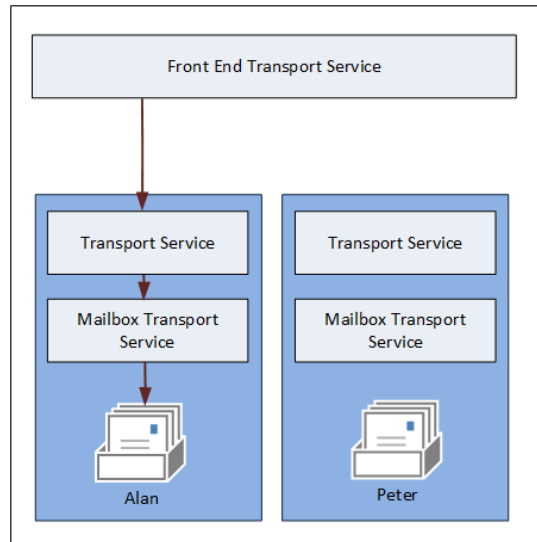 Front End Transport Service
Transport Service
Mailbox Transport
Service
Alan
Transport Service
Mailbox Transport
Service
Peter